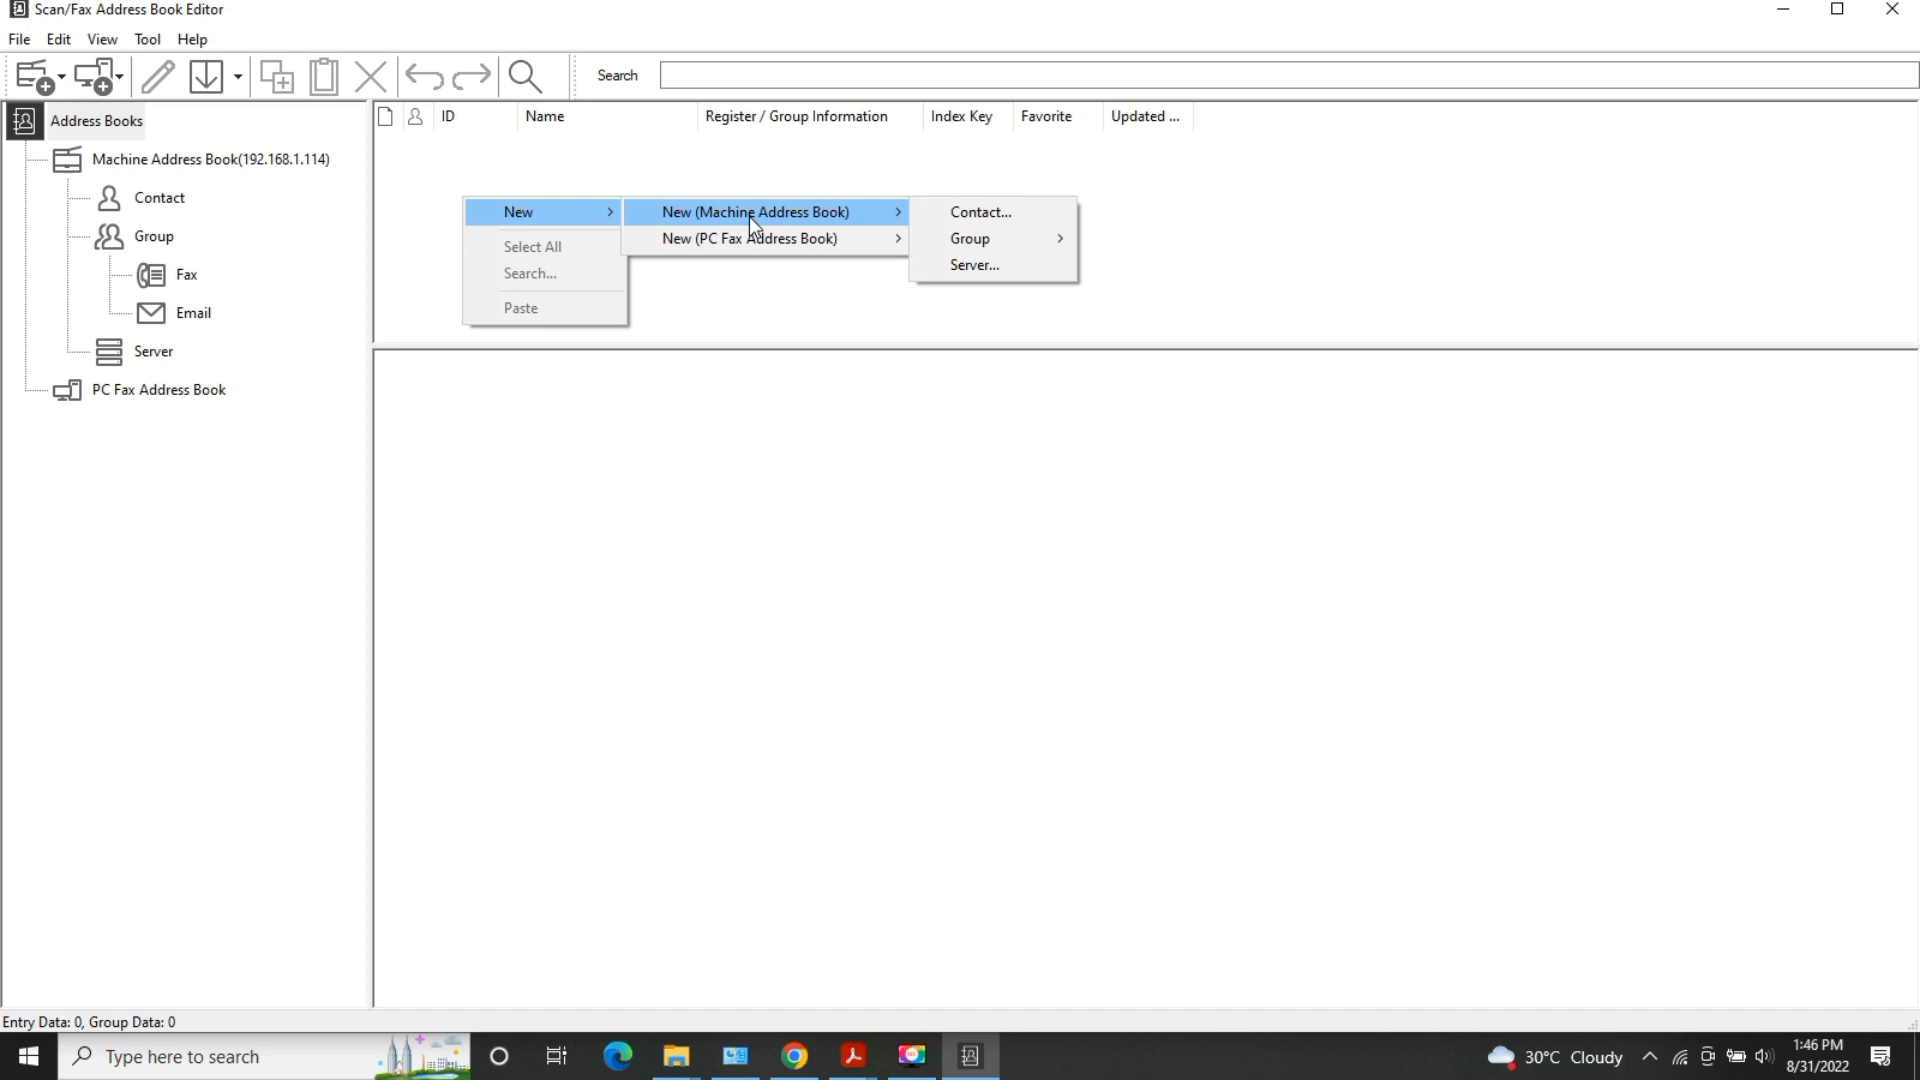 Scan/Fax Address Book Editor
File Edit View Tool Help
Search
Address Books
Machine Address Book(192.168.1.114)
Contact
Group
Fax
Email
Server
PC Fax Address Book
ID Name Register / Group Information Index Key Favorite Updated ...
New
Select All
Search...
Paste
New (Machine Address Book)
New (PC Fax Address Book)
Contact...
Group
Server...
Entry Data: 0, Group Data: 0
Type here to search
30°C Cloudy
1:46 PM
8/31/2022